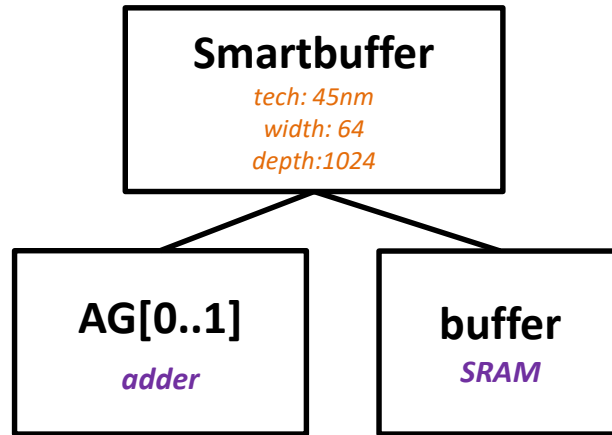 Smartbuffer
tech: 45nm
width: 64
depth:1024
AG[0..1]
adder
buffer
SRAM